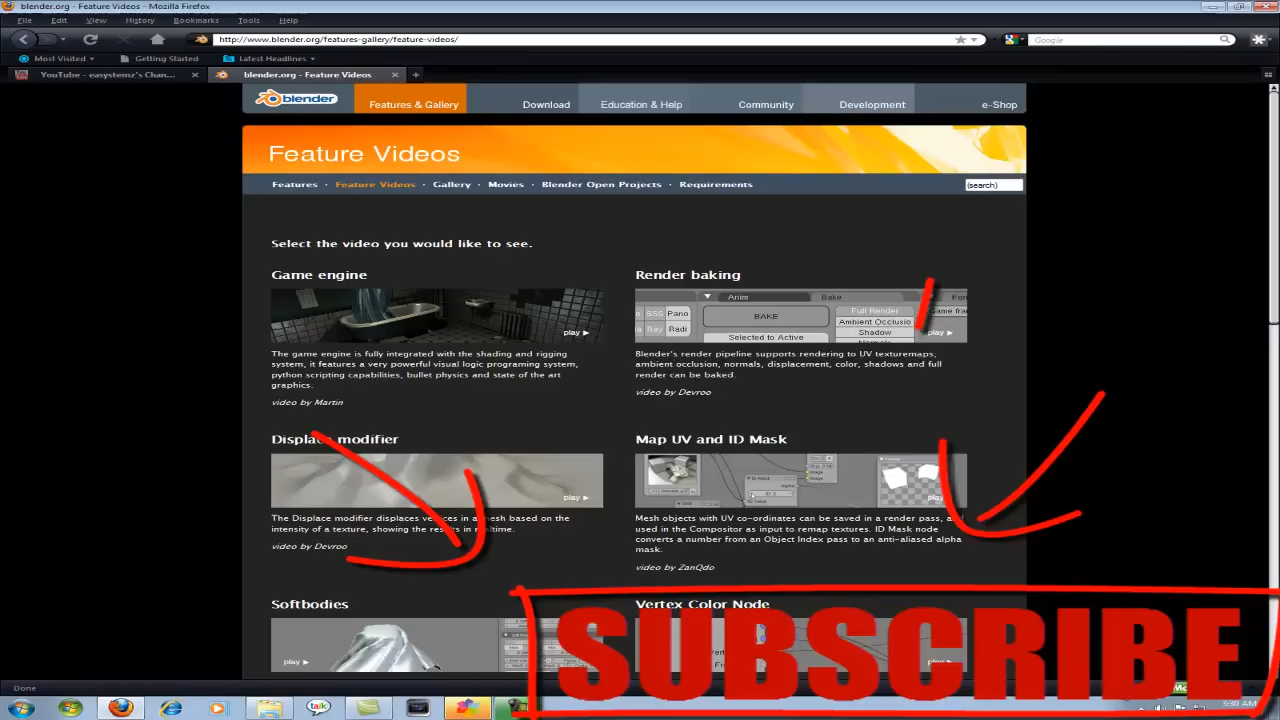 blender.org - Feature Videos - Mozilla Firefox
File Edit View History Bookmarks Tools Help
http://www.blender.org/features-gallery/feature-videos/
Google
Most Visited Getting Started Latest Headlines
YouTube - easystemz's Chan...
blender.org - Feature Videos
blender
Features & Gallery Download Education & Help Community Development e-Shop
Feature Videos
Features · Feature Videos · Gallery · Movies · Blender Open Projects · Requirements
(search)
Select the video you would like to see.
Game engine
play
The game engine is fully integrated with the shading and rigging
system, it features a very powerful visual logic programing system,
python scripting capabilities, bullet physics and state of the art
graphics.
video by Martin
Render baking
Anim Bake
SSS Pano
Bay Radi
BAKE
Selected to Active
Full Render
Ambient Occlusio
Shadow
Normals
Game fram
play
Blender's render pipeline supports rendering to UV texturemaps,
ambient occlusion, normals, displacement, color, shadows and full
render can be baked.
video by Devroo
Displace modifier
play
The Displace modifier displaces vertices in a mesh based on the
intensity of a texture, showing the results in realtime.
video by Devroo
Map UV and ID Mask
play
Mesh objects with UV co-ordinates can be saved in a render pass, and
used in the Compositor as input to remap textures. ID Mask node
converts a number from an Object Index pass to an anti-aliased alpha
mask.
video by ZanQdo
Softbodies
play
Vertex Color Node
play
SUBSCRIBE
Done
talk
3:30 AM